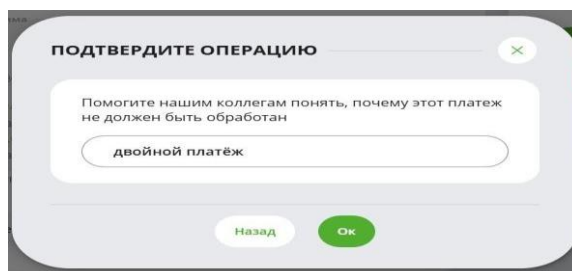 ПОДТВЕРДИТЕ ОПЕРАЦИЮ
Помогите нашим коллегам понять, почему этот платеж
не должен быть обработан
двойной платёж
Назад
Ок